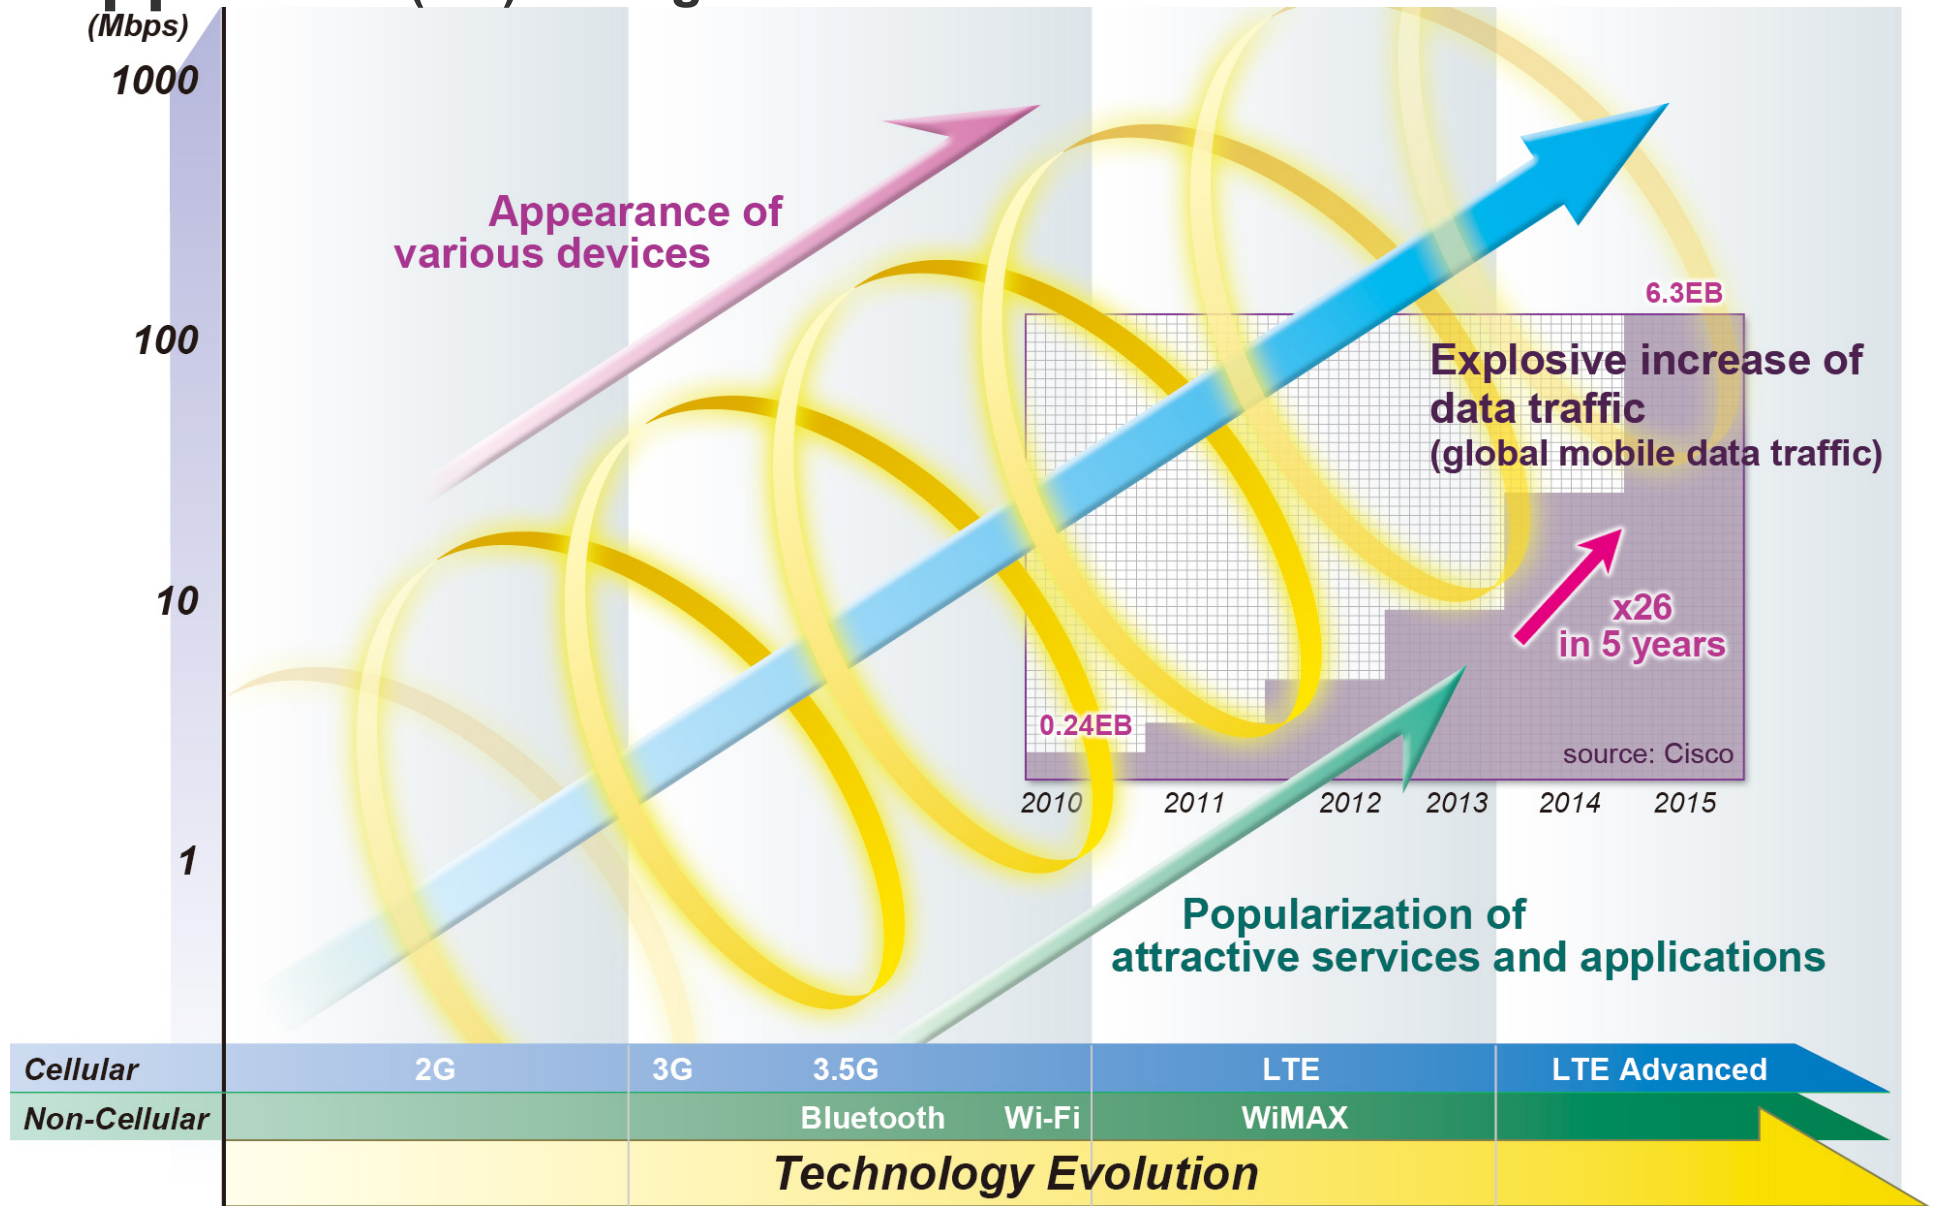 (Mbps)
1000
100
10
1
Appearance of
various devices
6.3EB
Explosive increase of
data traffic
(global mobile data traffic)
x26
in 5 years
0.24EB
source: Cisco
2010 2011 2012 2013 2014 2015
Popularization of
attractive services and applications
Cellular 2G 3G 3.5G LTE LTE Advanced
Non-Cellular Bluetooth Wi-Fi WiMAX
Technology Evolution